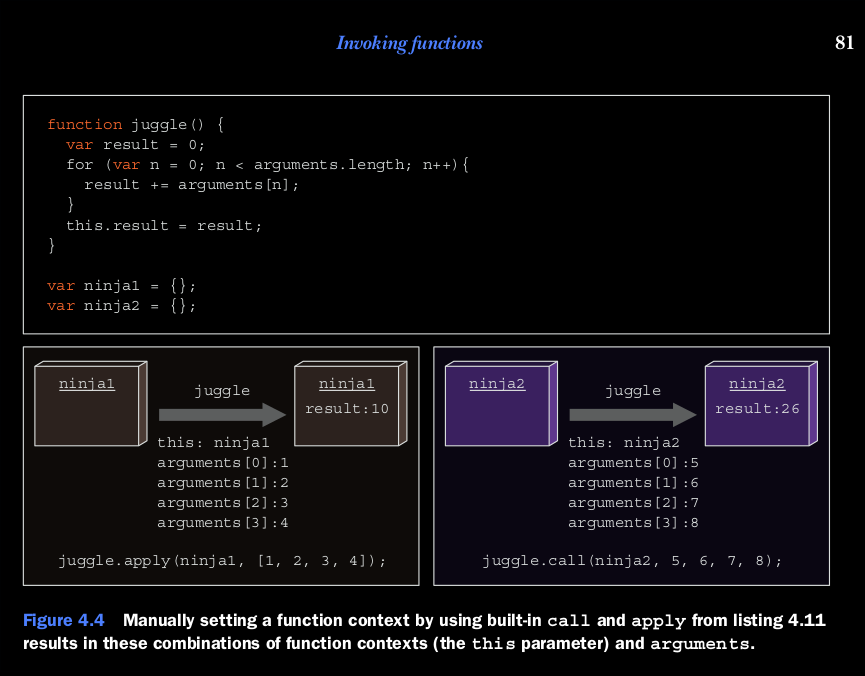 Invoking functions 81
function juggle() {
var result = 0;
for (var n = 0; n < arguments.length; n++){
result += arguments[n];
}
this.result = result;
}
var ninja1 = {};
var ninja2 = {};
ninja1
juggle
ninja1
result:10
this: ninja1
arguments[0]:1
arguments[1]:2
arguments[2]:3
arguments[3]:4
juggle.apply(ninja1, [1, 2, 3, 4]);
ninja2
juggle
ninja2
result:26
this: ninja2
arguments[0]:5
arguments[1]:6
arguments[2]:7
arguments[3]:8
juggle.call(ninja2, 5, 6, 7, 8);
Figure 4.4 Manually setting a function context by using built-in call and apply from listing 4.11
results in these combinations of function contexts (the this parameter) and arguments.